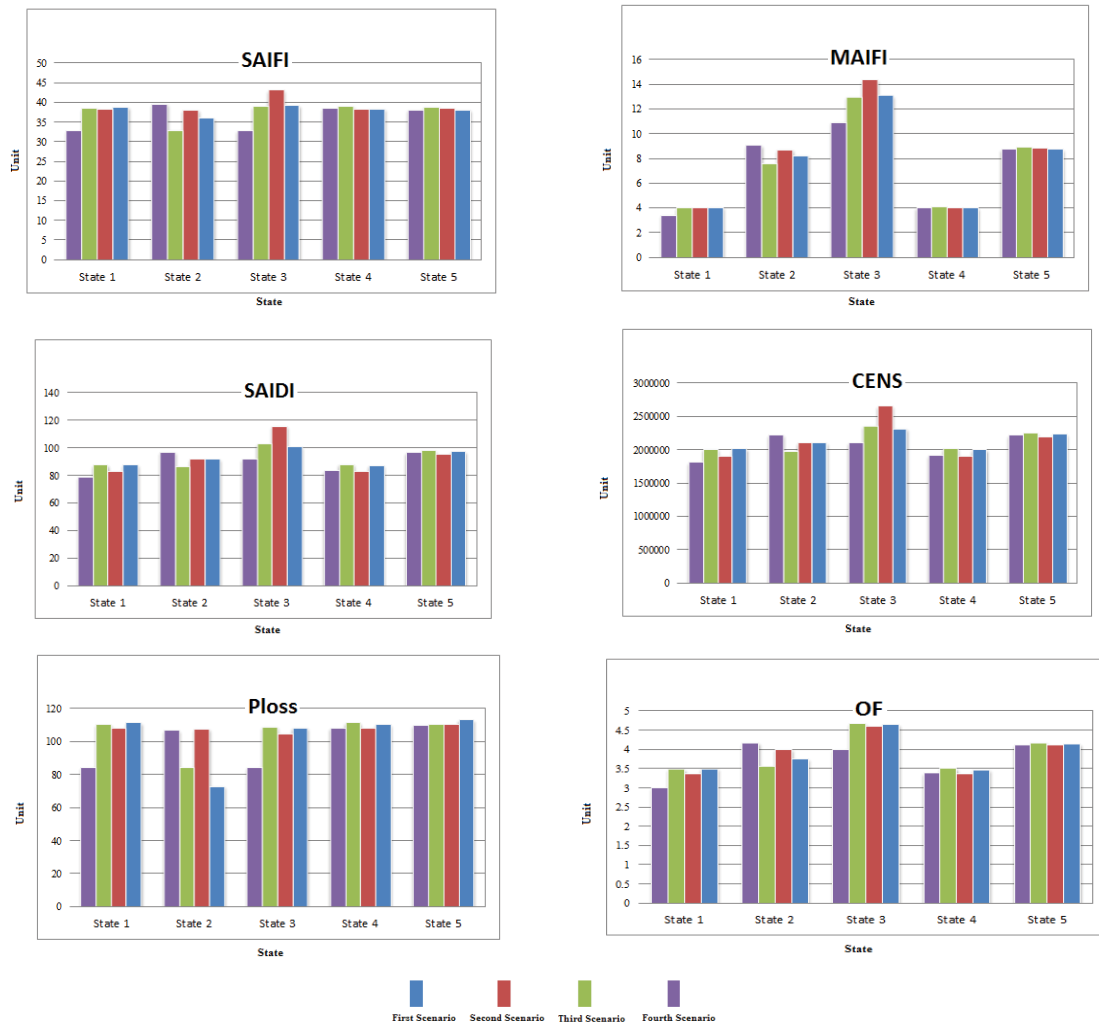 SAIFI
50
45
40
35
30
25
20
15
10
5
0
Unit
State 1 State 2 State 3 State 4 State 5
State
MAIFI
16
14
12
10
8
6
4
2
0
Unit
State 1 State 2 State 3 State 4 State 5
State
SAIDI
140
120
100
80
60
40
20
0
Unit
State 1 State 2 State 3 State 4 State 5
State
CENS
3000000
2500000
2000000
1500000
1000000
500000
0
Unit
State 1 State 2 State 3 State 4 State 5
State
Ploss
120
100
80
60
40
20
0
Unit
State 1 State 2 State 3 State 4 State 5
State
OF
5
4.5
4
3.5
3
2.5
2
1.5
1
0.5
0
Unit
State 1 State 2 State 3 State 4 State 5
State
First Scenario Second Scenario Third Scenario Fourth Scenario